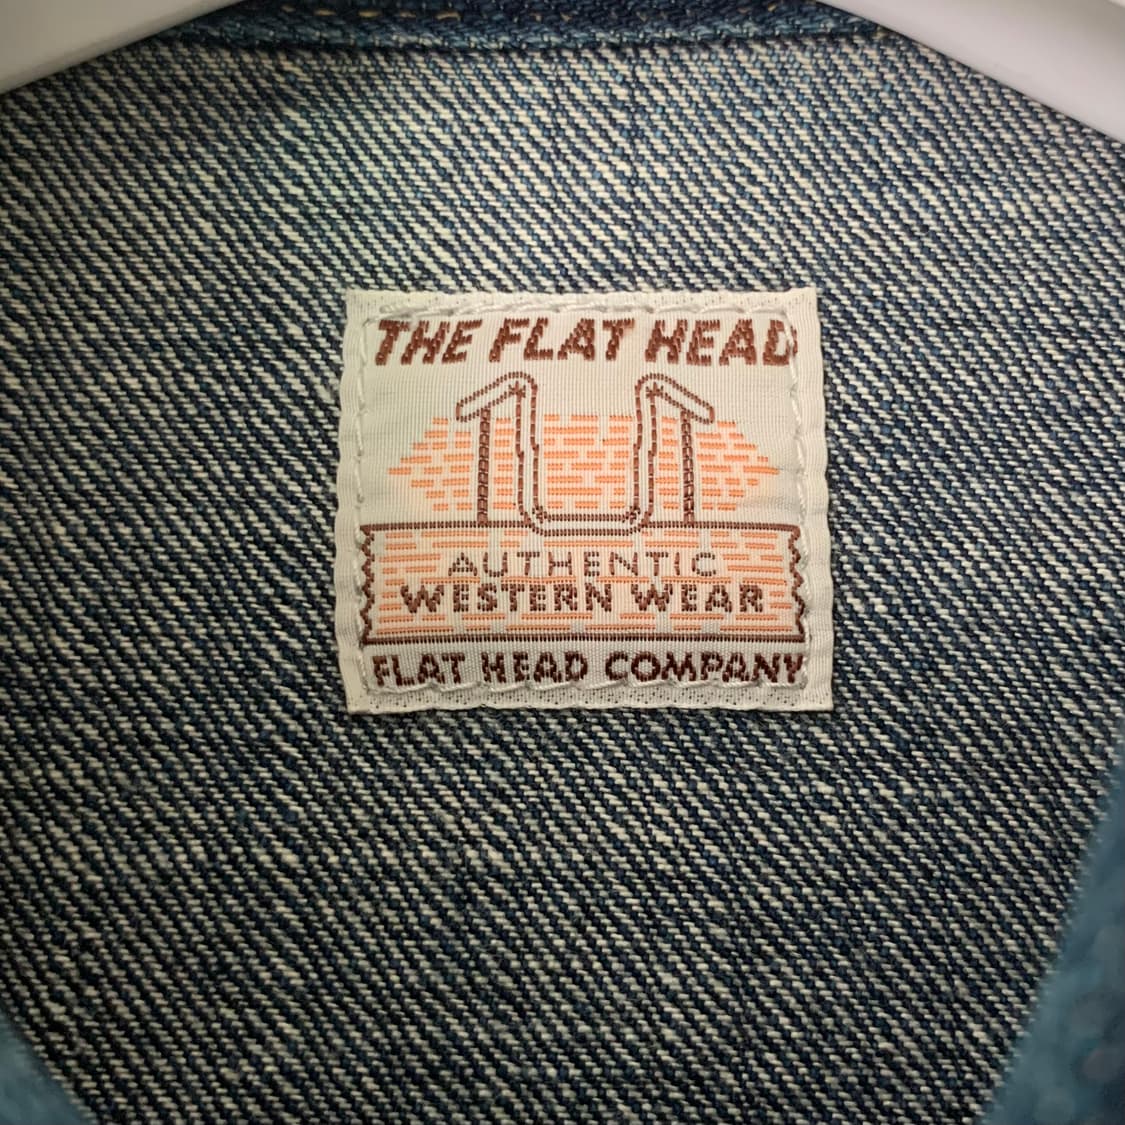 THE FLAT HEAD
AUTHENTIC
WESTERN WEAR
FLAT HEAD COMPANY